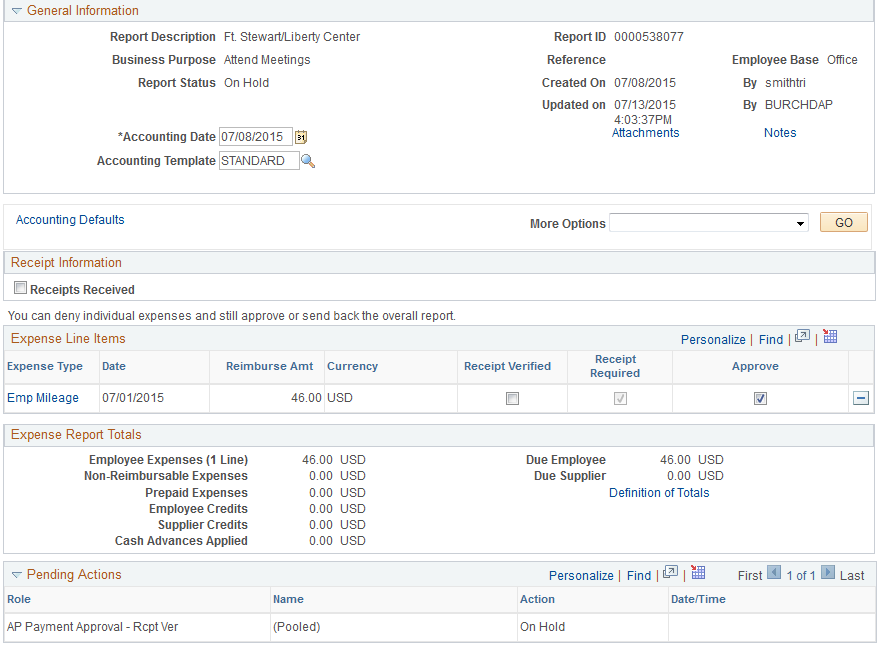 General Information
Report Description Ft. Stewart/Liberty Center Report ID 0000538077
Business Purpose Attend Meetings Reference Employee Base Office
Report Status On Hold Created On 07/08/2015 By smithtri
Updated on 07/13/2015 By BURCHDAP
4:03:37PM
Attachments Notes
*Accounting Date 07/08/2015 31
Accounting Template STANDARD
Accounting Defaults More Options GO
Receipt Information
Receipts Received
You can deny individual expenses and still approve or send back the overall report.
Expense Line Items Personalize | Find | |
Expense Type Date Reimburse Amt Currency Receipt Verified Receipt Required Approve
Emp Mileage 07/01/2015 46.00 USD
Expense Report Totals
Employee Expenses (1 Line) 46.00 USD Due Employee 46.00 USD
Non-Reimbursable Expenses 0.00 USD Due Supplier 0.00 USD
Prepaid Expenses 0.00 USD Definition of Totals
Employee Credits 0.00 USD
Supplier Credits 0.00 USD
Cash Advances Applied 0.00 USD
Pending Actions Personalize | Find | | First 1 of 1 Last
Role Name Action Date/Time
AP Payment Approval - Rcpt Ver (Pooled) On Hold